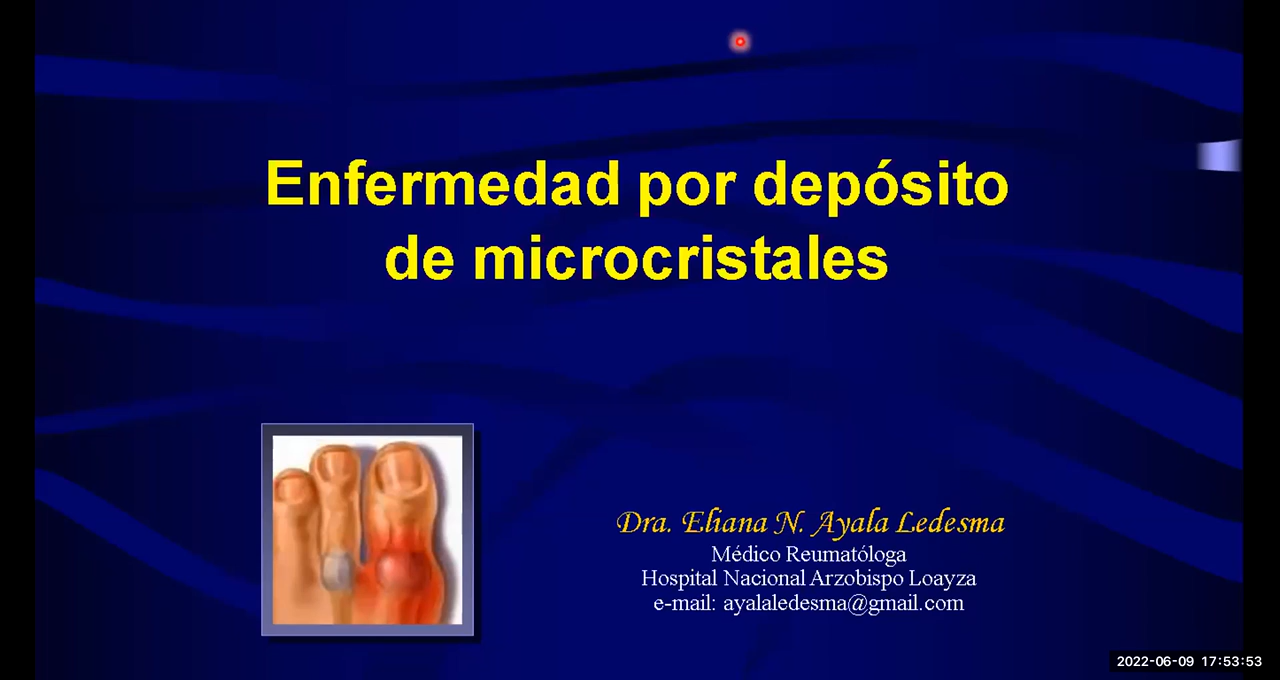 Enfermedad por depósito
de microcristales
Dra. Eliana N. Ayala Ledesma
Médico Reumatóloga
Hospital Nacional Arzobispo Loayza
e-mail: ayalaledesma@gmail.com
2022-06-09 17:53:53